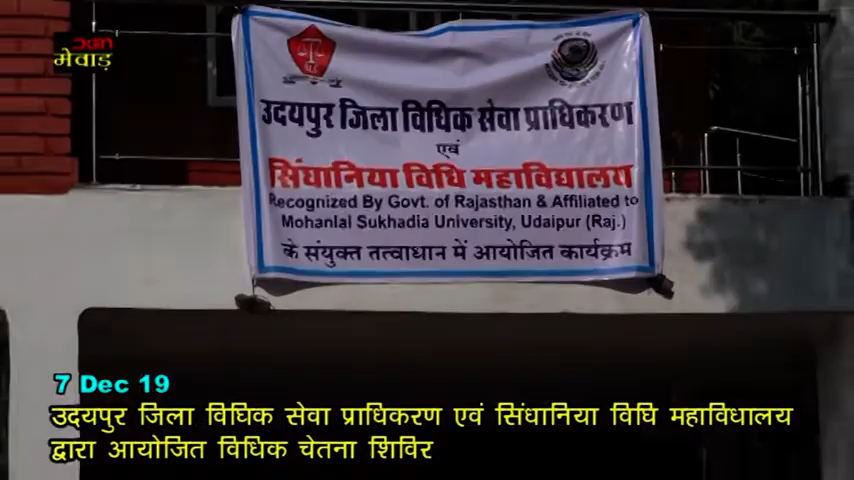 मेवाड़
SLS
उदयपुर जिला विधिक सेवा प्राधिकरण
एवं
सिंघानिया विधि महाविद्यालय
Recognized By Govt. of Rajasthan & Affiliated to
Mohanlal Sukhadia University, Udaipur (Raj.)
के संयुक्त तत्वाधान में आयोजित कार्यक्रम
7 Dec 19
उदयपुर जिला विधिक सेवा प्राधिकरण एवं सिंघानिया विधि महाविधालय
द्वारा आयोजित विधिक चेतना शिविर